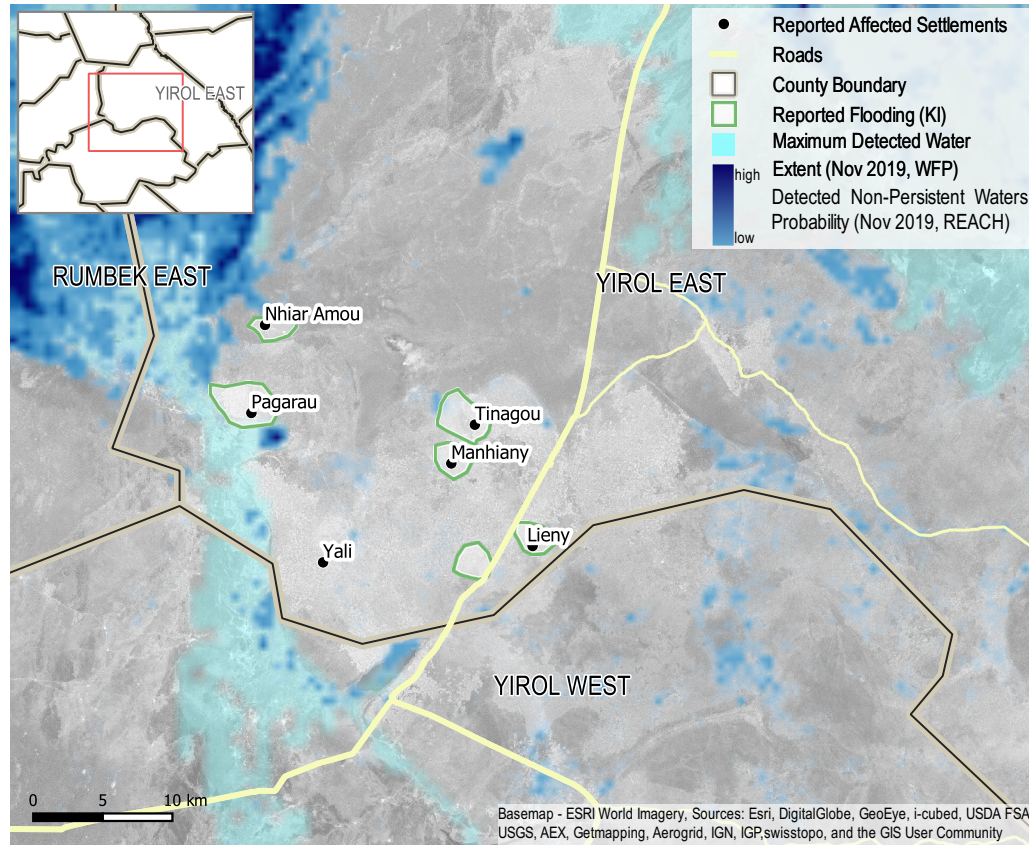 YIROL EAST
Reported Affected Settlements
Roads
County Boundary
Reported Flooding (KI)
Maximum Detected Water
Extent (Nov 2019, WFP)
high
Detected Non-Persistent Waters
Probability (Nov 2019, REACH)
low
RUMBEK EAST
YIROL EAST
Nhiar Amou
Pagarau
Tinagou
Manhiany
Lieny
Yali
YIROL WEST
0 5 10 km
Basemap - ESRI World Imagery, Sources: Esri, DigitalGlobe, GeoEye, i-cubed, USDA FSA,
USGS, AEX, Getmapping, Aerogrid, IGN, IGP,swisstopo, and the GIS User Community